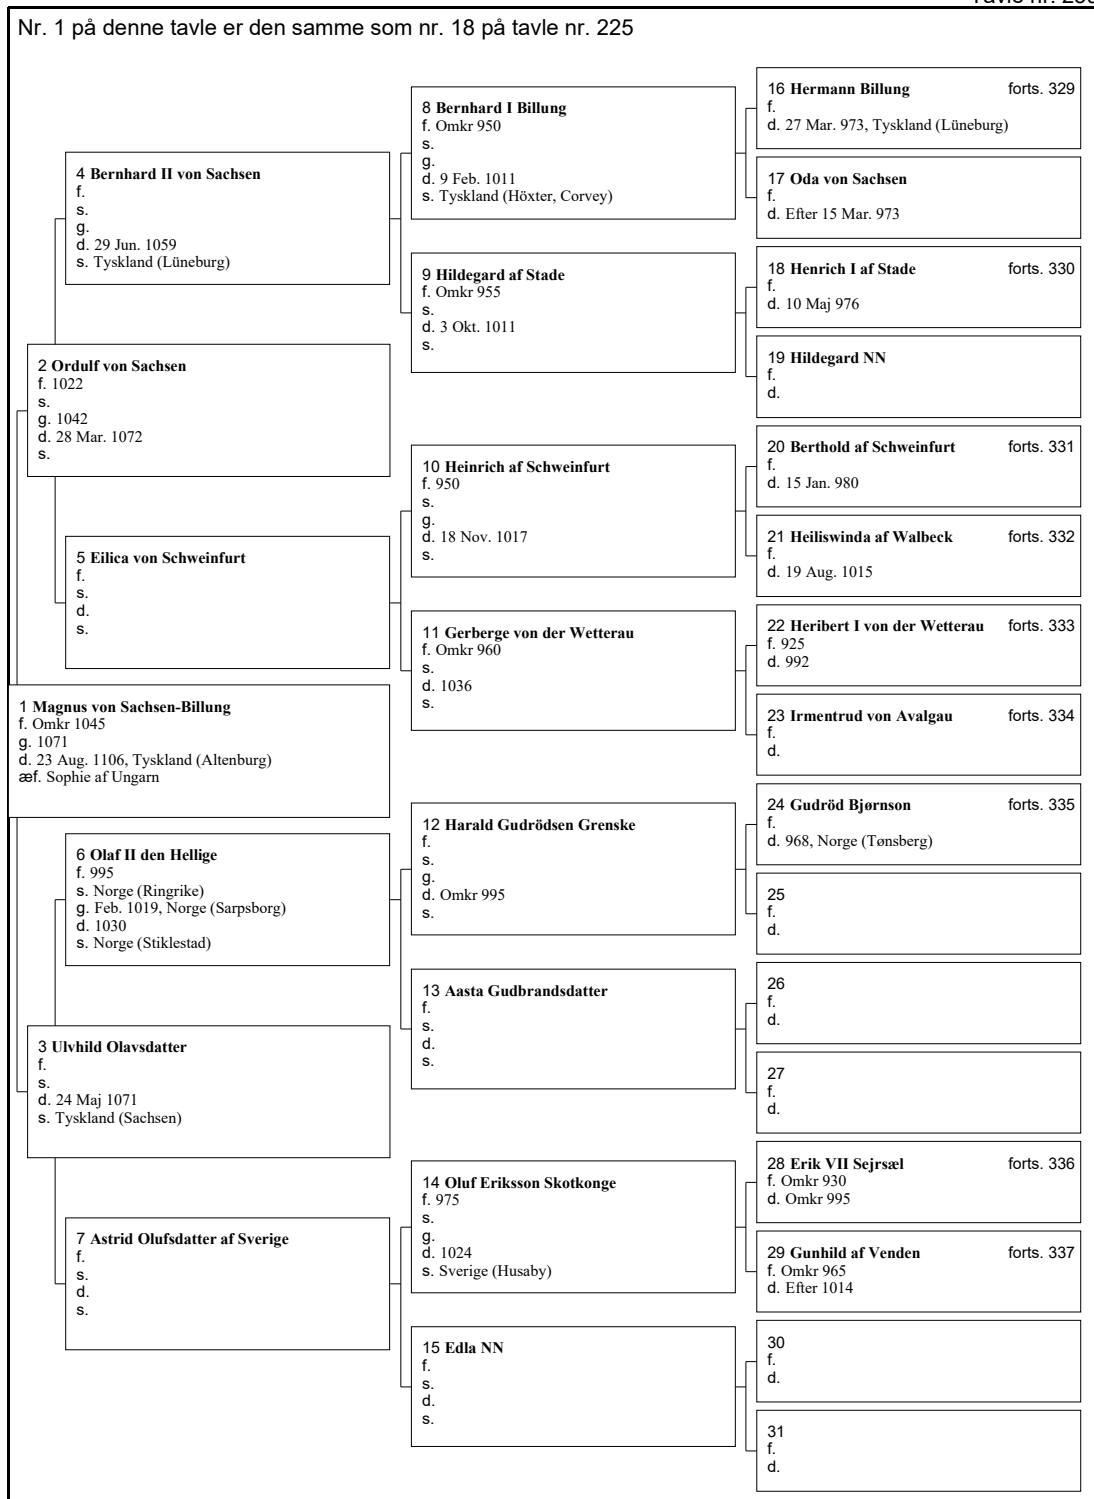 Nr. 1 på denne tavle er den samme som nr. 18 på tavle nr. 225
16 Hermann Billung forts. 329
f.
d. 27 Mar. 973, Tyskland (Lüneburg)
8 Bernhard I Billung
f. Omkr 950
s.
g.
d. 9 Feb. 1011
s. Tyskland (Höxter, Corvey)
17 Oda von Sachsen
f.
d. Efter 15 Mar. 973
4 Bernhard II von Sachsen
f.
s.
g.
d. 29 Jun. 1059
s. Tyskland (Lüneburg)
18 Henrich I af Stade forts. 330
f.
d. 10 Maj 976
9 Hildegard af Stade
f. Omkr 955
s.
d. 3 Okt. 1011
s.
19 Hildegard NN
f.
d.
2 Ordulf von Sachsen
f. 1022
s.
g. 1042
d. 28 Mar. 1072
s.
20 Berthold af Schweinfurt forts. 331
f.
d. 15 Jan. 980
10 Heinrich af Schweinfurt
f. 950
s.
g.
d. 18 Nov. 1017
s.
21 Heiliswinda af Walbeck forts. 332
f.
d. 19 Aug. 1015
5 Eilica von Schweinfurt
f.
s.
d.
s.
22 Heribert I von der Wetterau forts. 333
f. 925
d. 992
11 Gerberge von der Wetterau
f. Omkr 960
s.
d. 1036
s.
23 Irmentrud von Avalgau forts. 334
f.
d.
1 Magnus von Sachsen-Billung
f. Omkr 1045
g. 1071
d. 23 Aug. 1106, Tyskland (Altenburg)
æf. Sophie af Ungarn
24 Gudröd Bjørnson forts. 335
f.
d. 968, Norge (Tønsberg)
12 Harald Gudrödsen Grenske
f.
s.
g.
d. Omkr 995
s.
25
f.
d.
6 Olaf II den Hellige
f. 995
s. Norge (Ringrike)
g. Feb. 1019, Norge (Sarpsborg)
d. 1030
s. Norge (Stiklestad)
26
f.
d.
13 Aasta Gudbrandsdatter
f.
s.
d.
s.
27
f.
d.
3 Ulvhild Olavsdatter
f.
s.
d. 24 Maj 1071
s. Tyskland (Sachsen)
28 Erik VII Sejrsæl forts. 336
f. Omkr 930
d. Omkr 995
14 Oluf Eriksson Skotkonge
f. 975
s.
g.
d. 1024
s. Sverige (Husaby)
29 Gunhild af Venden forts. 337
f. Omkr 965
d. Efter 1014
7 Astrid Olufsdatter af Sverige
f.
s.
d.
s.
30
f.
d.
15 Edla NN
f.
s.
d.
s.
31
f.
d.